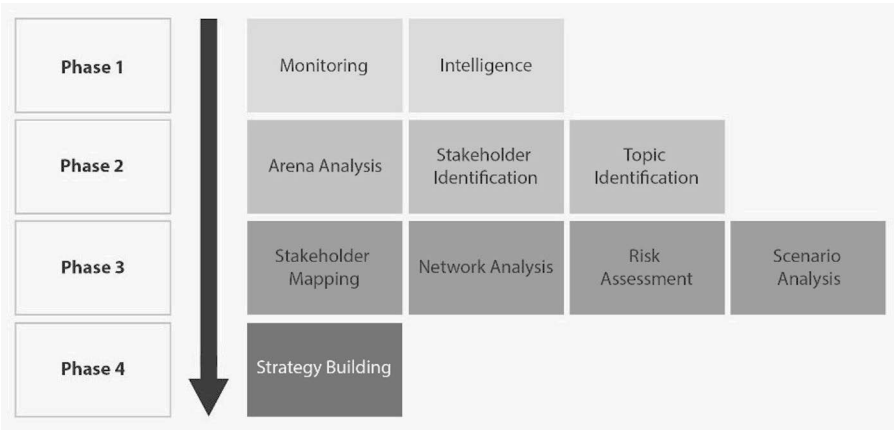 Phase 1
Monitoring
Intelligence
Phase 2
Arena Analysis
Stakeholder
Identification
Topic
Identification
Phase 3
Stakeholder
Mapping
Network Analysis
Risk
Assessment
Scenario
Analysis
Phase 4
Strategy Building